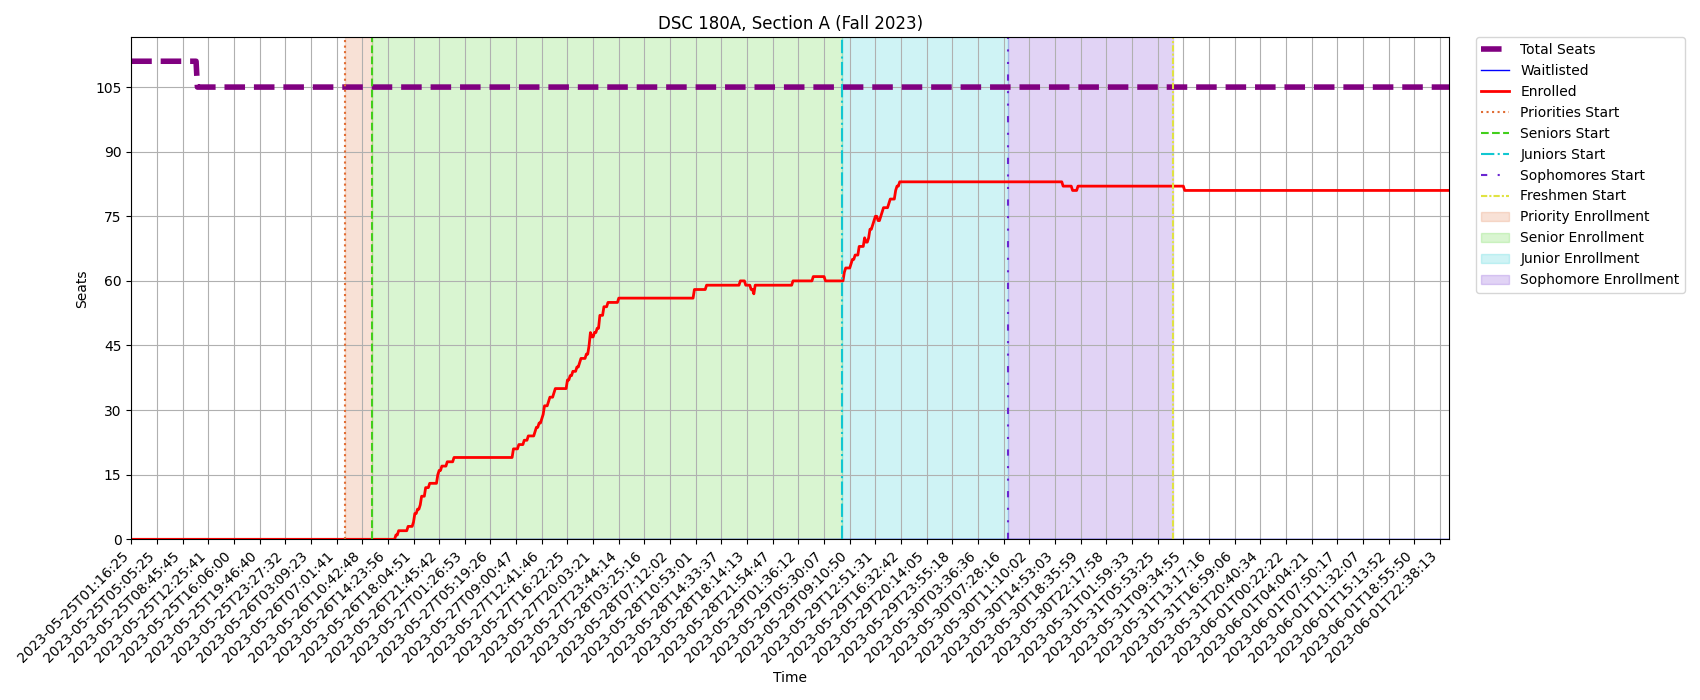 DSC 180A, Section A (Fall 2023)
Total Seats
Waitlisted
Enrolled
Priorities Start
Seniors Start
Juniors Start
Sophomores Start
Freshmen Start
Priority Enrollment
Senior Enrollment
Junior Enrollment
Sophomore Enrollment
Seats
105
90
75
60
45
30
15
0
2023-05-25T01:16:25
2023-05-25T05:05:25
2023-05-25T08:45:45
2023-05-25T12:25:41
2023-05-25T16:06:00
2023-05-25T19:46:40
2023-05-25T23:27:32
2023-05-26T03:09:23
2023-05-26T07:01:41
2023-05-26T10:42:48
2023-05-26T14:23:56
2023-05-26T18:04:51
2023-05-26T21:45:42
2023-05-27T01:26:53
2023-05-27T05:19:26
2023-05-27T09:00:47
2023-05-27T12:41:46
2023-05-27T16:22:25
2023-05-27T20:03:21
2023-05-27T23:44:14
2023-05-28T03:25:16
2023-05-28T07:12:02
2023-05-28T10:53:01
2023-05-28T14:33:37
2023-05-28T18:14:13
2023-05-28T21:54:47
2023-05-29T01:36:12
2023-05-29T05:30:07
2023-05-29T09:10:50
2023-05-29T12:51:31
2023-05-29T16:32:42
2023-05-29T20:14:05
2023-05-29T23:55:18
2023-05-30T03:36:36
2023-05-30T07:28:16
2023-05-30T11:10:02
2023-05-30T14:53:03
2023-05-30T18:35:59
2023-05-30T22:17:58
2023-05-31T01:59:33
2023-05-31T05:53:25
2023-05-31T09:34:55
2023-05-31T13:17:16
2023-05-31T16:59:06
2023-05-31T20:40:34
2023-06-01T00:22:22
2023-06-01T04:04:21
2023-06-01T07:50:17
2023-06-01T11:32:07
2023-06-01T15:13:52
2023-06-01T18:55:50
2023-06-01T22:38:13
Time